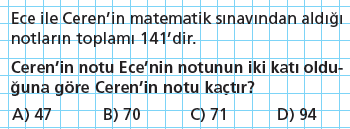 Ece ile Ceren'in matematik sınavından aldığı
notların toplamı 141'dir.
Ceren'in notu Ece'nin notunun iki katı oldu-
ğuna göre Ceren'in notu kaçtır?
A) 47 B) 70 C) 71 D) 94